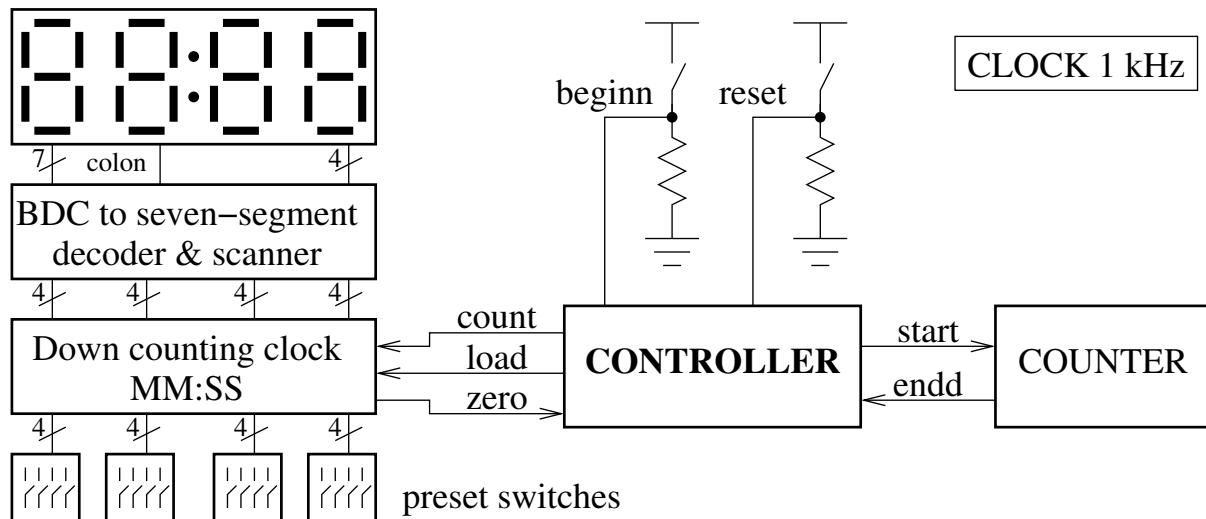 beginn
reset
CLOCK 1 kHz
7
colon
4
BDC to seven−segment
decoder & scanner
4
4
4
4
Down counting clock
MM:SS
count
load
zero
CONTROLLER
start
endd
COUNTER
4
4
4
4
preset switches